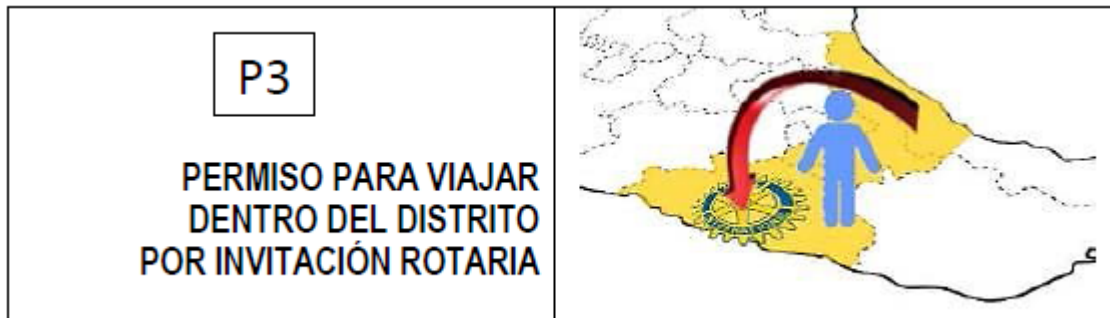 P3
PERMISO PARA VIAJAR
DENTRO DEL DISTRITO
POR INVITACIÓN ROTARIA